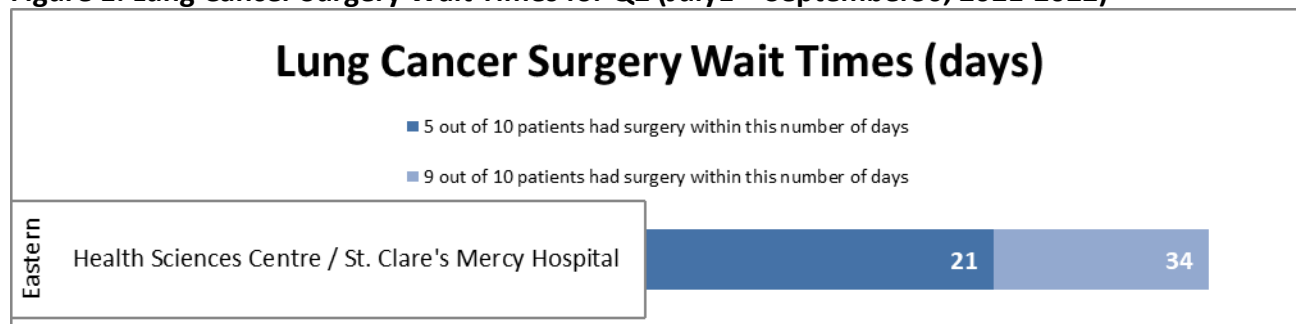 Lung Cancer Surgery Wait Times (days)
5 out of 10 patients had surgery within this number of days
9 out of 10 patients had surgery within this number of days
Eastern
Health Sciences Centre / St. Clare's Mercy Hospital
21
34